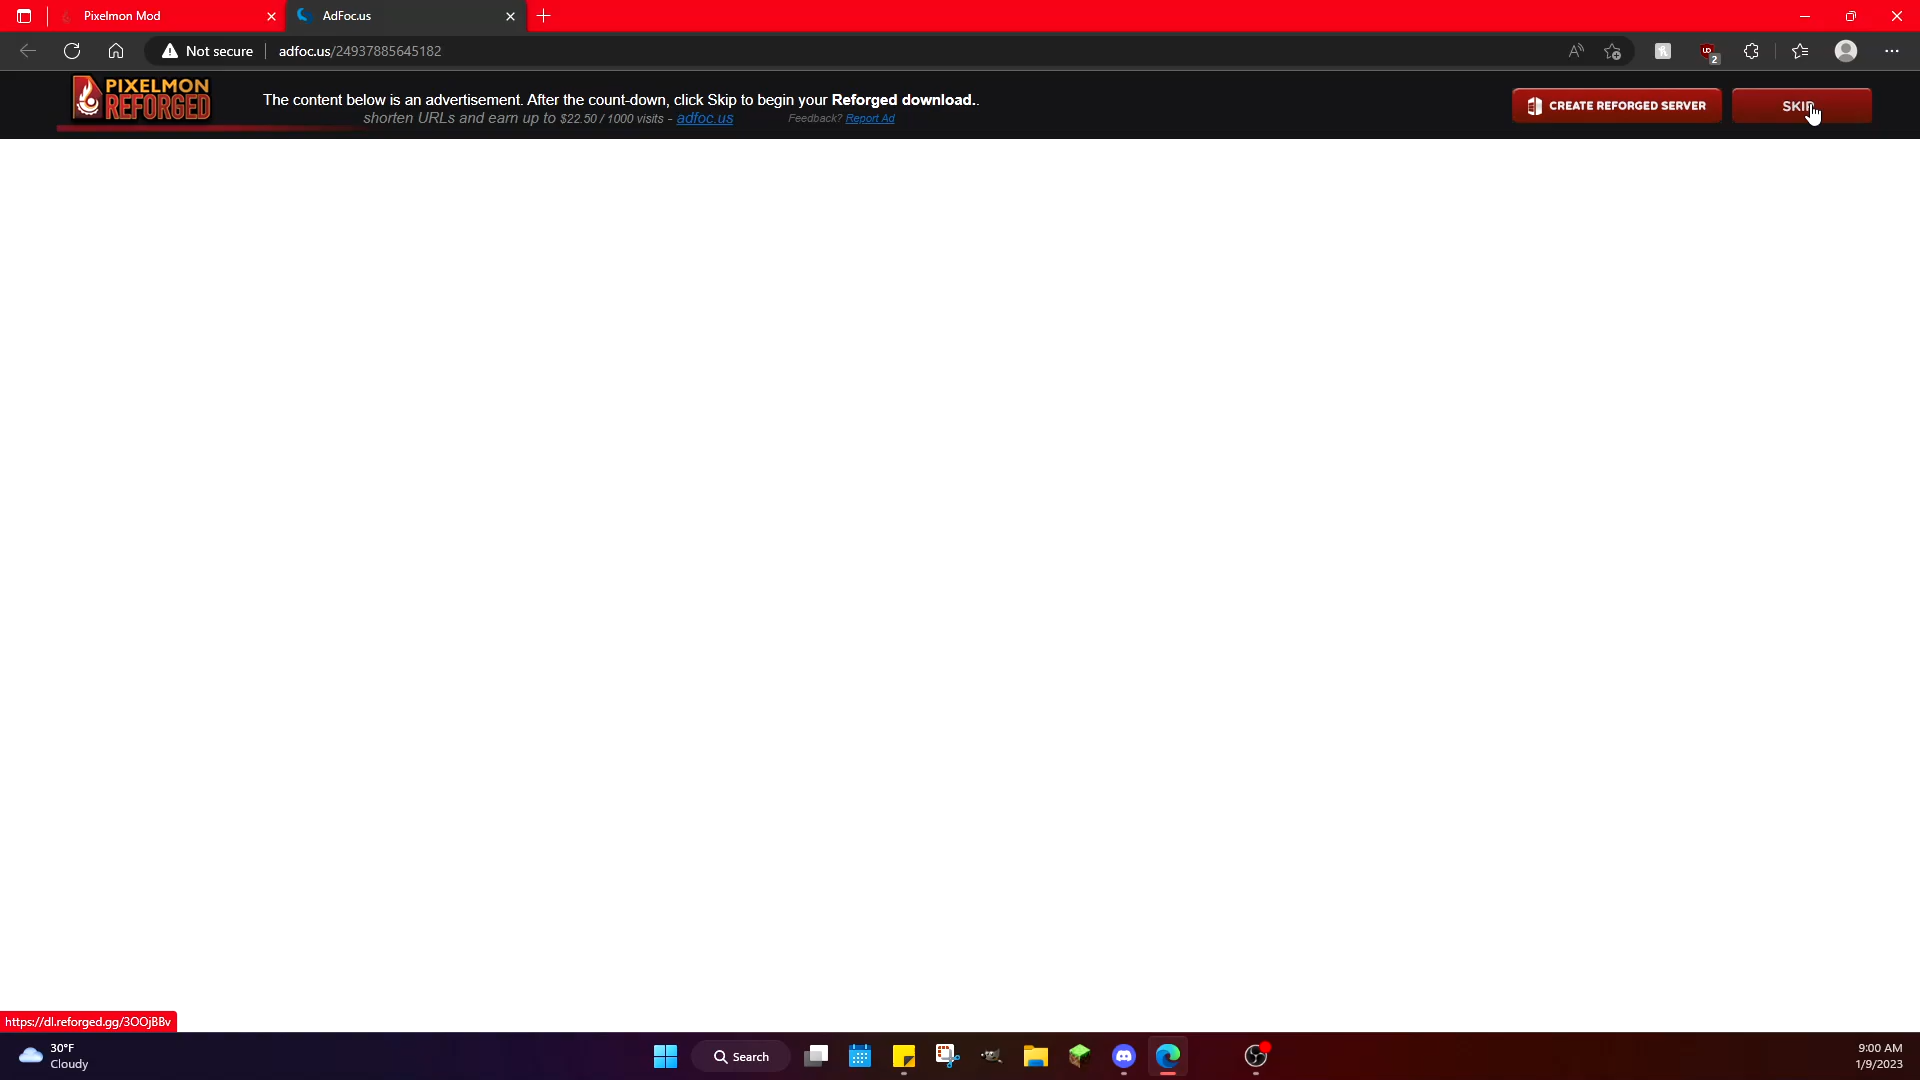 Pixelmon Mod
AdFoc.us
Not secure
adfoc.us/24937885645182
2
PIXELMON
REFORGED
The content below is an advertisement. After the count-down, click Skip to begin your Reforged download..
shorten URLs and earn up to $22.50 / 1000 visits - adfoc.us
Feedback? Report Ad
CREATE REFORGED SERVER
SKIP
https://dl.reforged.gg/3OOjBBv
30°F
Cloudy
Search
9:00 AM
1/9/2023